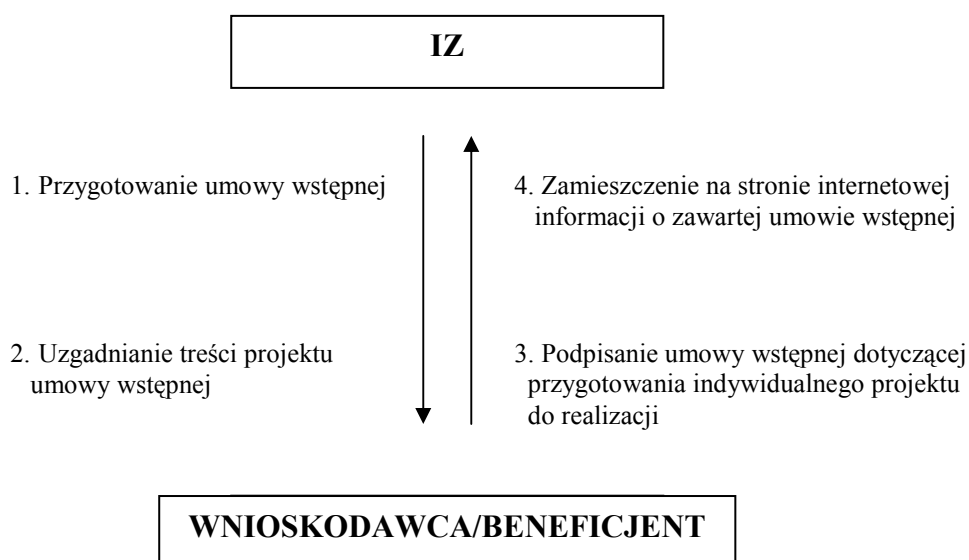 IZ
1. Przygotowanie umowy wstępnej
4. Zamieszczenie na stronie internetowej
informacji o zawartej umowie wstępnej
2. Uzgadnianie treści projektu
umowy wstępnej
3. Podpisanie umowy wstępnej dotyczącej
przygotowania indywidualnego projektu
do realizacji
WNIOSKODAWCA/BENEFICJENT